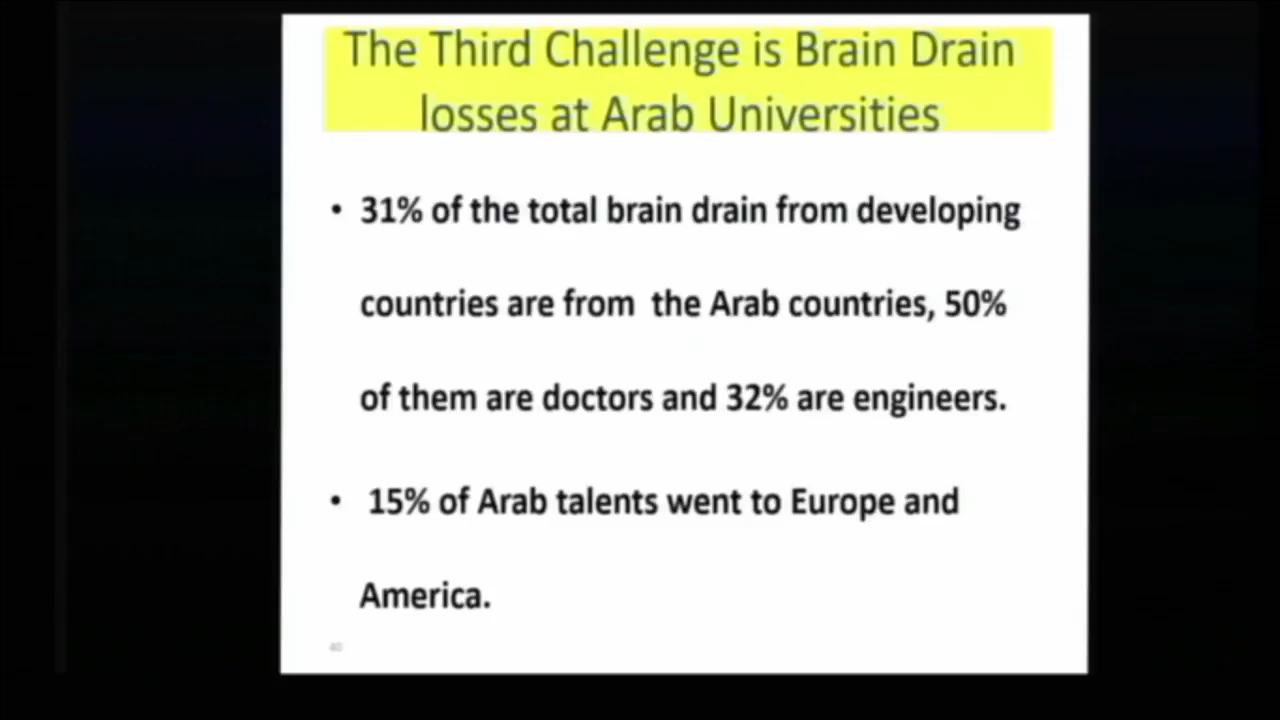 The Third Challenge is Brain Drain
losses at Arab Universities
• 31% of the total brain drain from developing
countries are from the Arab countries, 50%
of them are doctors and 32% are engineers.
• 15% of Arab talents went to Europe and
America.
40